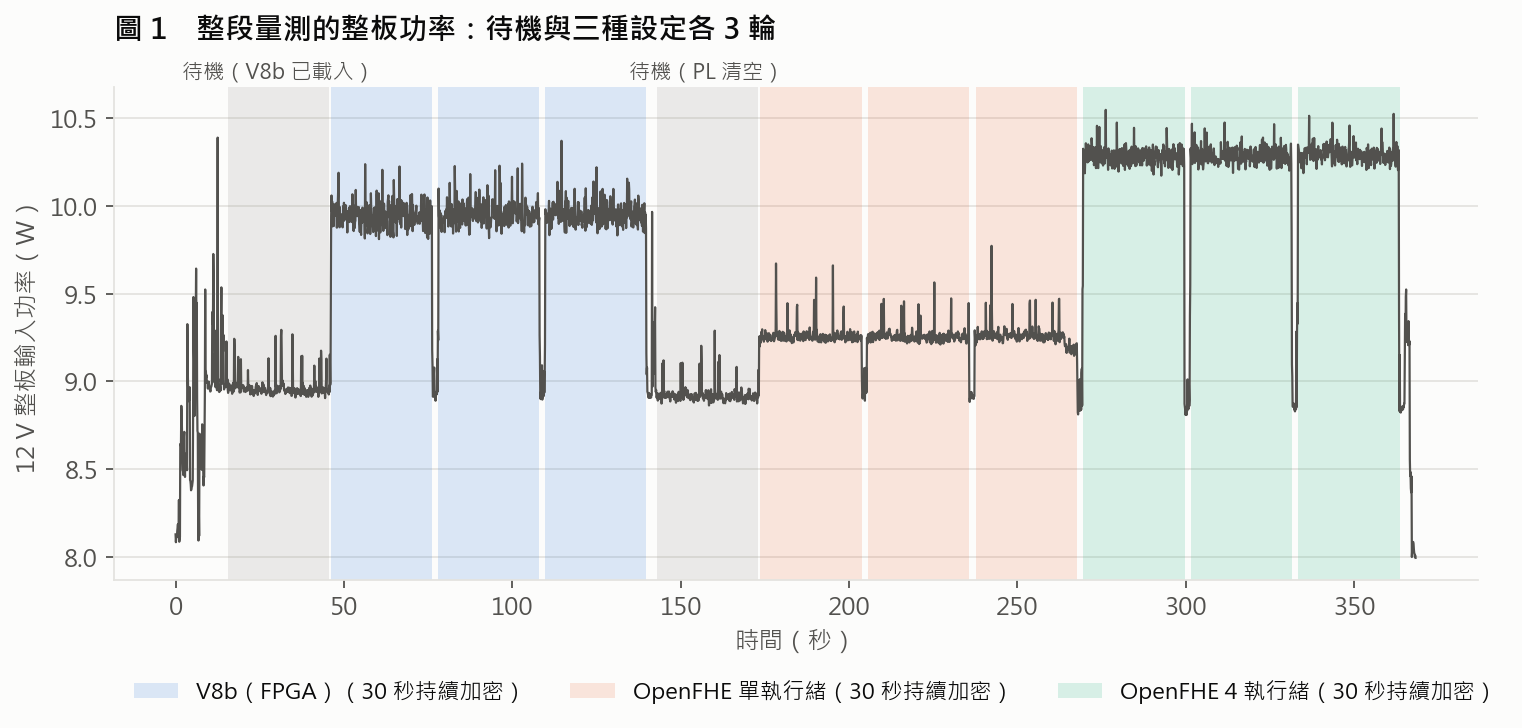 圖 1　整段量測的整板功率：待機與三種設定各 3 輪
待機（V8b 已載入）
待機（PL 清空）
12 V 整板輸入功率（W）
10.5
10.0
9.5
9.0
8.5
8.0
0
50
100
150
200
250
300
350
時間（秒）
V8b（FPGA）（30 秒持續加密）
OpenFHE 單執行緒（30 秒持續加密）
OpenFHE 4 執行緒（30 秒持續加密）